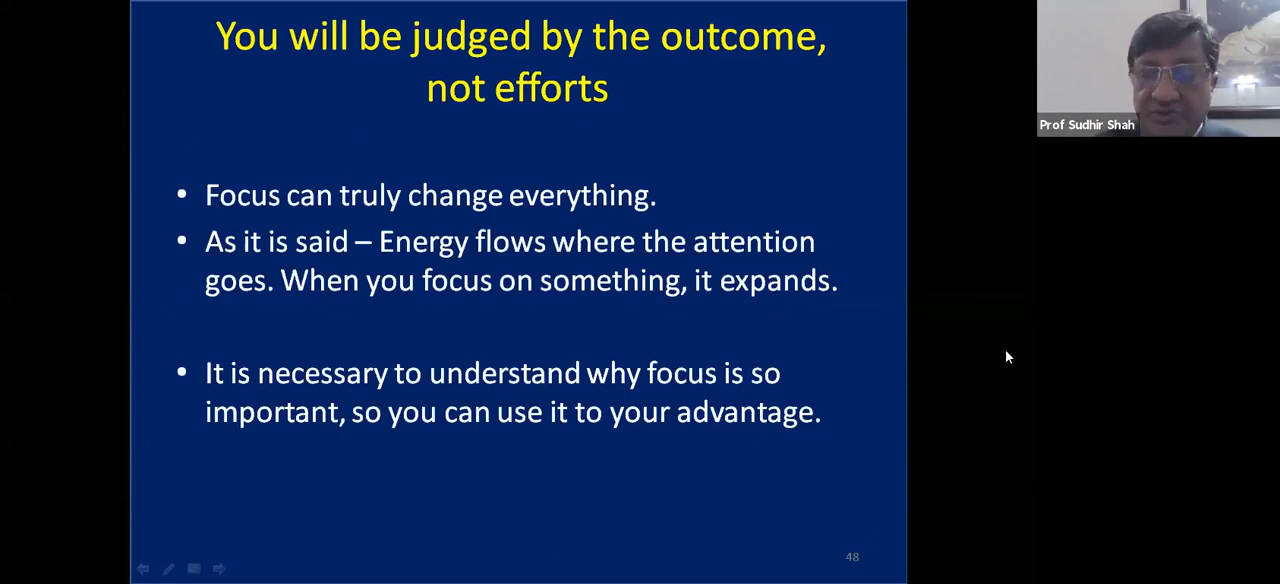 You will be judged by the outcome,
not efforts
Prof Sudhir Shah
• Focus can truly change everything.
• As it is said – Energy flows where the attention
goes. When you focus on something, it expands.
• It is necessary to understand why focus is so
important, so you can use it to your advantage.
48